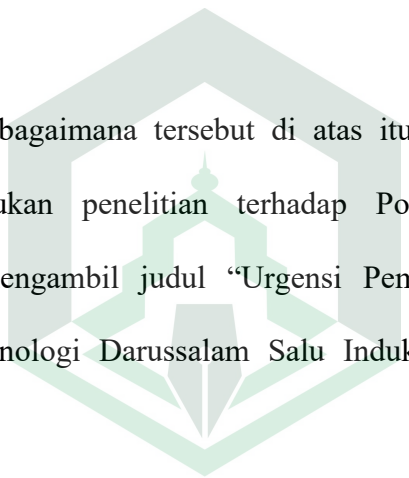 bagaimana tersebut di atas itu
ukan penelitian terhadap Po
engambil judul “Urgensi Pen
nologi Darussalam Salu Induk